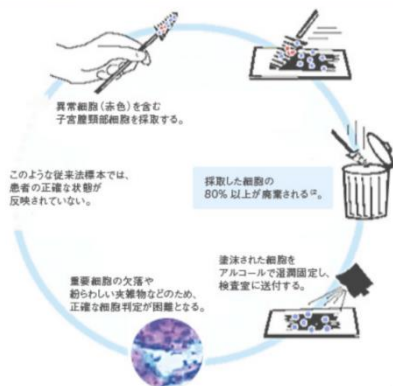 異常細胞(赤色)を含む
子宮腟頸部細胞を採取する。
採取した細胞の
80%以上が廃棄される(2)。
塗沫された細胞を
アルコールで湿潤固定し、
検査室に送付する。
重要細胞の欠落や
紛らわしい夾雑物などのため、
正確な細胞判定が困難となる。
このような従来法標本では、
患者の正確な状態が
反映されていない。